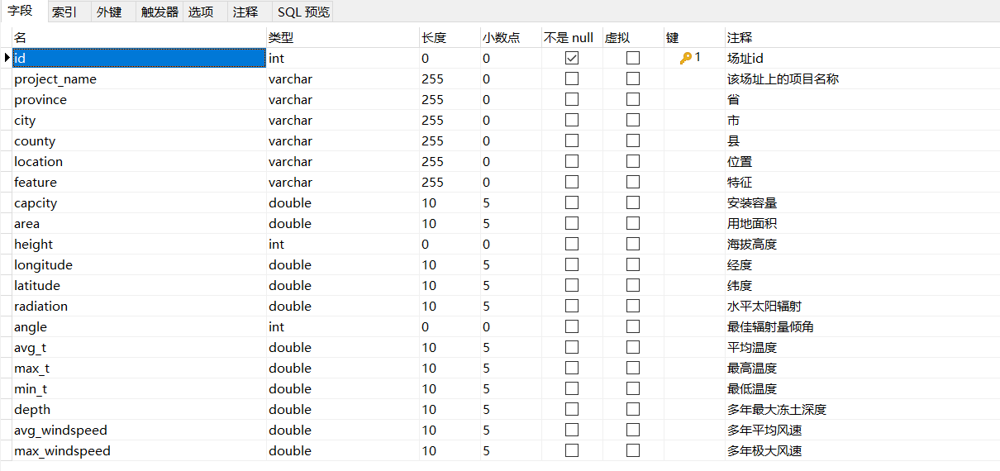 字段 索引 外键 触发器 选项 注释 SQL 预览
名 类型 长度 小数点 不是 null 虚拟 键 注释
id int 0 0 1 场址id
project_name varchar 255 0 该场址上的项目名称
province varchar 255 0 省
city varchar 255 0 市
county varchar 255 0 县
location varchar 255 0 位置
feature varchar 255 0 特征
capcity double 10 5 安装容量
area double 10 5 用地面积
height int 0 0 海拔高度
longitude double 10 5 经度
latitude double 10 5 纬度
radiation double 10 5 水平太阳辐射
angle int 0 0 最佳辐射量倾角
avg_t double 10 5 平均温度
max_t double 10 5 最高温度
min_t double 10 5 最低温度
depth double 10 5 多年最大冻土深度
avg_windspeed double 10 5 多年平均风速
max_windspeed double 10 5 多年极大风速